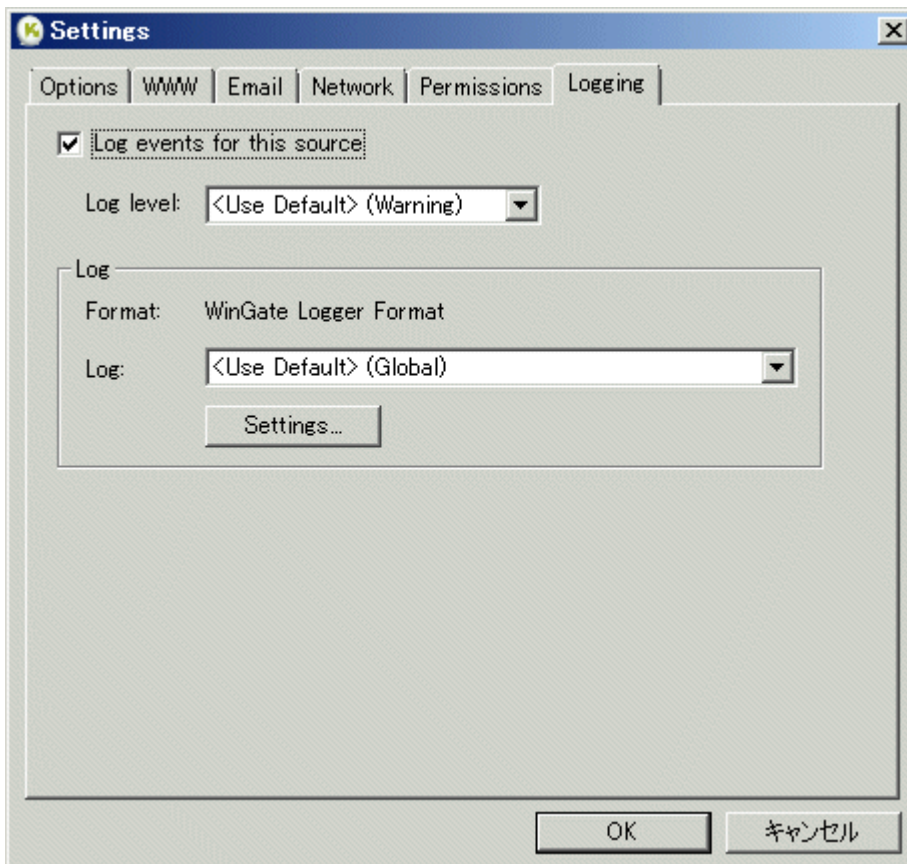 Settings
Options WWW Email Network Permissions Logging
Log events for this source
Log level: <Use Default> (Warning)
Log
Format: WinGate Logger Format
Log: <Use Default> (Global)
Settings...
OK キャンセル